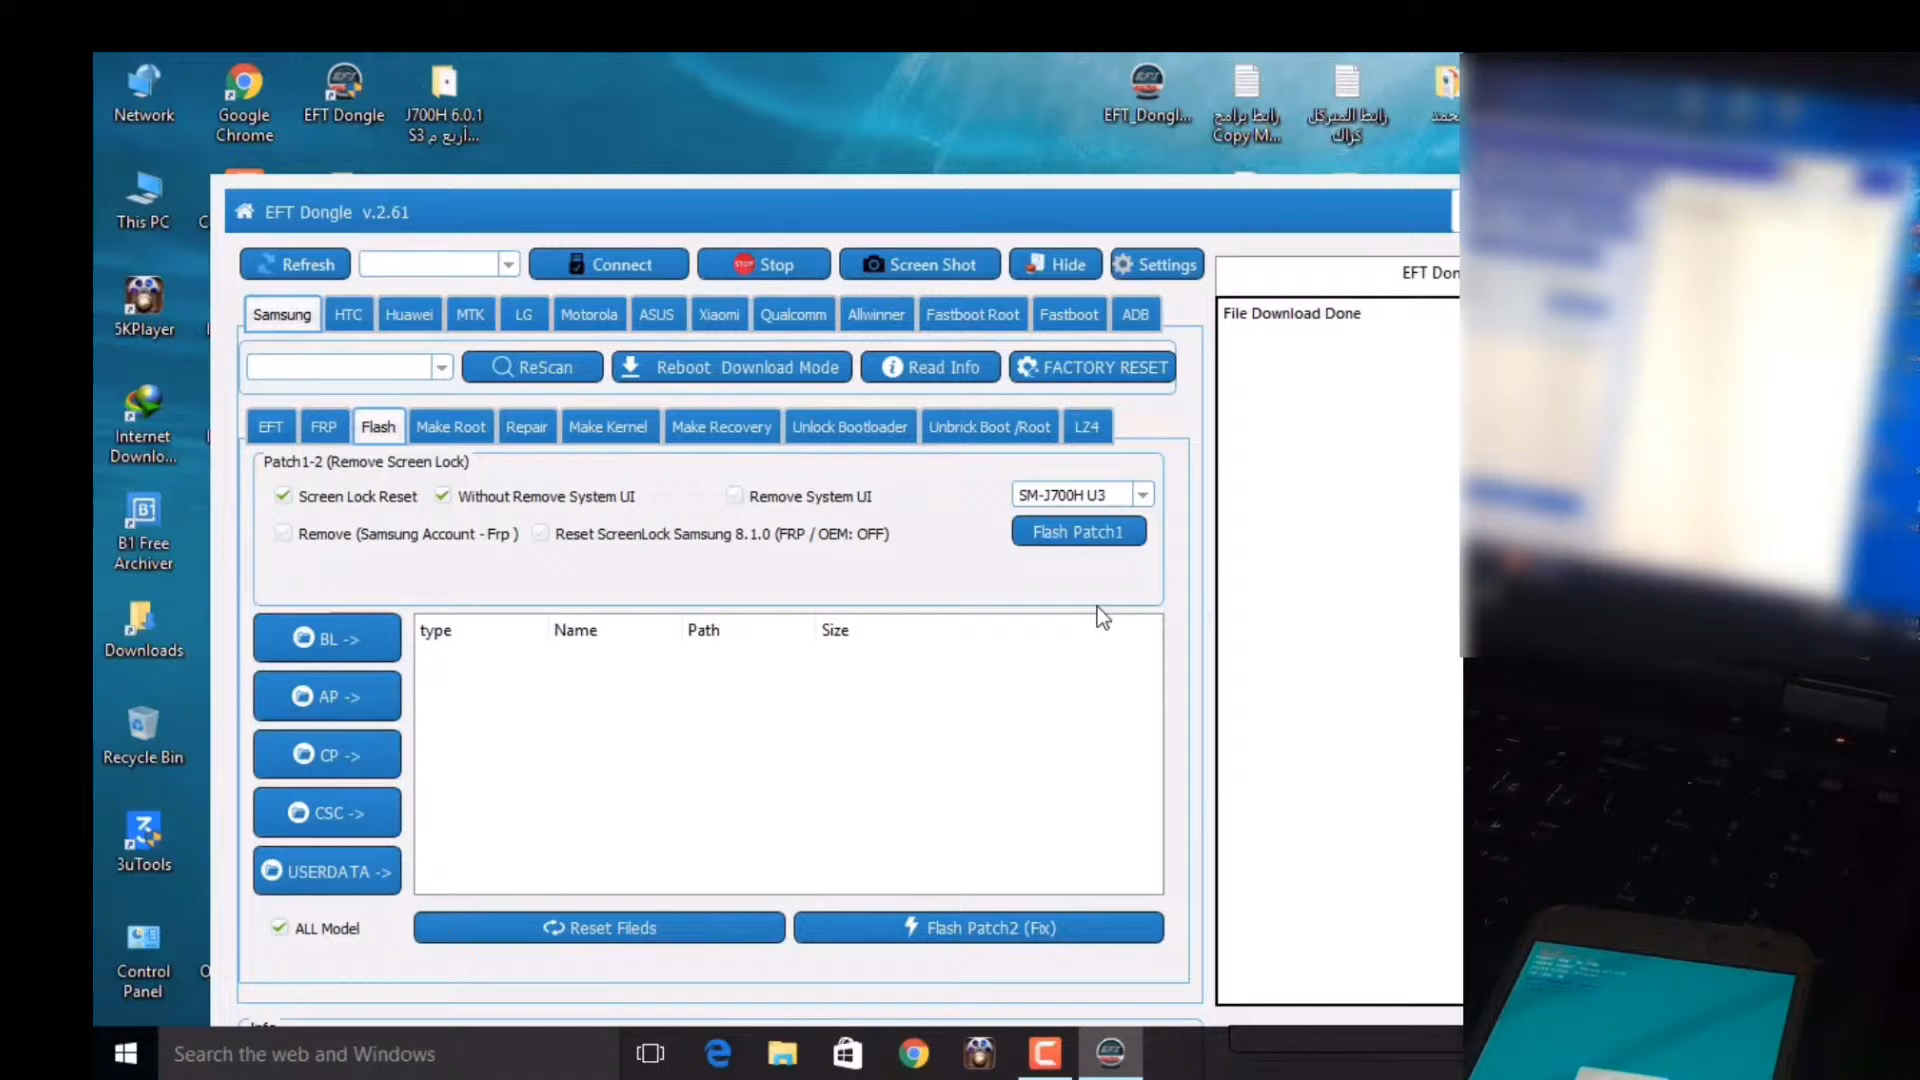 Network
Google
Chrome
EFT Dongle
J700H 6.0.1
S3 أربع م...
EFT_Dongl...
رابط برامج
Copy M...
رابط الميركل
كراك
This PC
5KPlayer
Internet
Downlo...
B1 Free
Archiver
Downloads
Recycle Bin
3uTools
Control
Panel
EFT Dongle v.2.61
Refresh
Connect
STOP
Stop
Screen Shot
Hide
Settings
EFT Don
Samsung
HTC
Huawei
MTK
LG
Motorola
ASUS
Xiaomi
Qualcomm
Allwinner
Fastboot Root
Fastboot
ADB
File Download Done
ReScan
Reboot Download Mode
Read Info
FACTORY RESET
EFT
FRP
Flash
Make Root
Repair
Make Kernel
Make Recovery
Unlock Bootloader
Unbrick Boot /Root
LZ4
Patch1-2 (Remove Screen Lock)
Screen Lock Reset
Without Remove System UI
Remove System UI
SM-J700H U3
Remove (Samsung Account - Frp )
Reset ScreenLock Samsung 8.1.0 (FRP / OEM: OFF)
Flash Patch1
BL ->
AP ->
CP ->
CSC ->
USERDATA ->
type
Name
Path
Size
ALL Model
Reset Fileds
Flash Patch2 (Fix)
Search the web and Windows